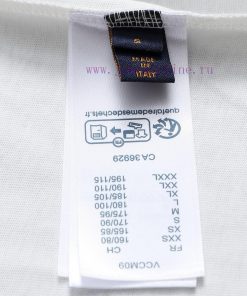 S
MADE
IN
ITALY
VCCM09
FR CH
XXS 160/80
XS 165/85
S 170/90
M 175/95
L 180/100
XL 185/105
XXL 190/110
XXXL 195/115
CA 36929
quefairedemesdechets.fr